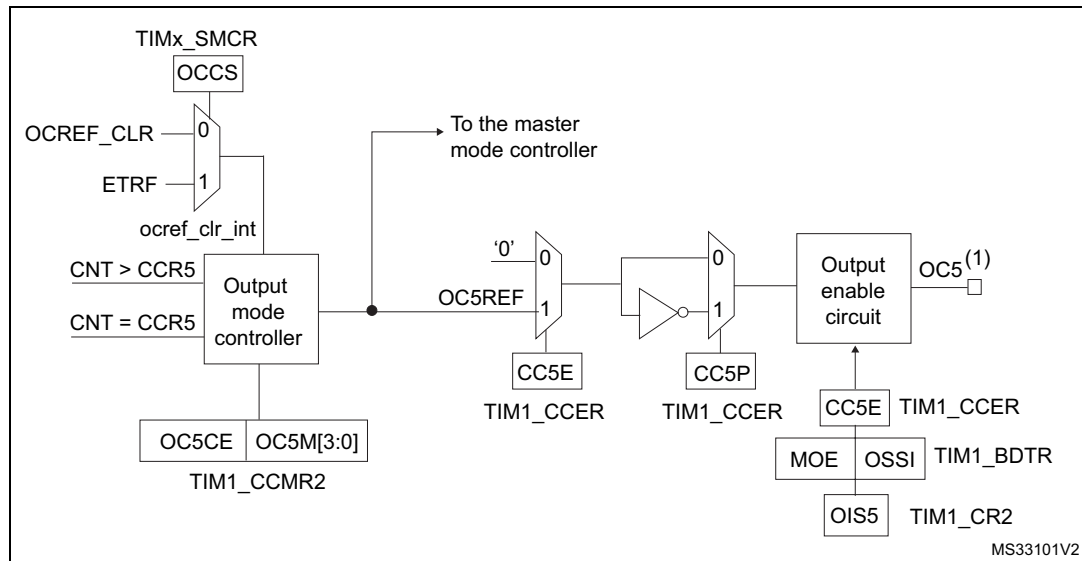 TIMx_SMCR
OCCS
OCREF_CLR
0
ETRF
1
ocref_clr_int
To the master
mode controller
CNT > CCR5
CNT = CCR5
Output
mode
controller
OC5REF
‘0’
0
1
0
1
Output
enable
circuit
OC5 (1)
CC5E
TIM1_CCER
CC5P
TIM1_CCER
CC5E
TIM1_CCER
OC5CE
OC5M[3:0]
TIM1_CCMR2
MOE
OSSI
TIM1_BDTR
OIS5
TIM1_CR2
MS33101V2